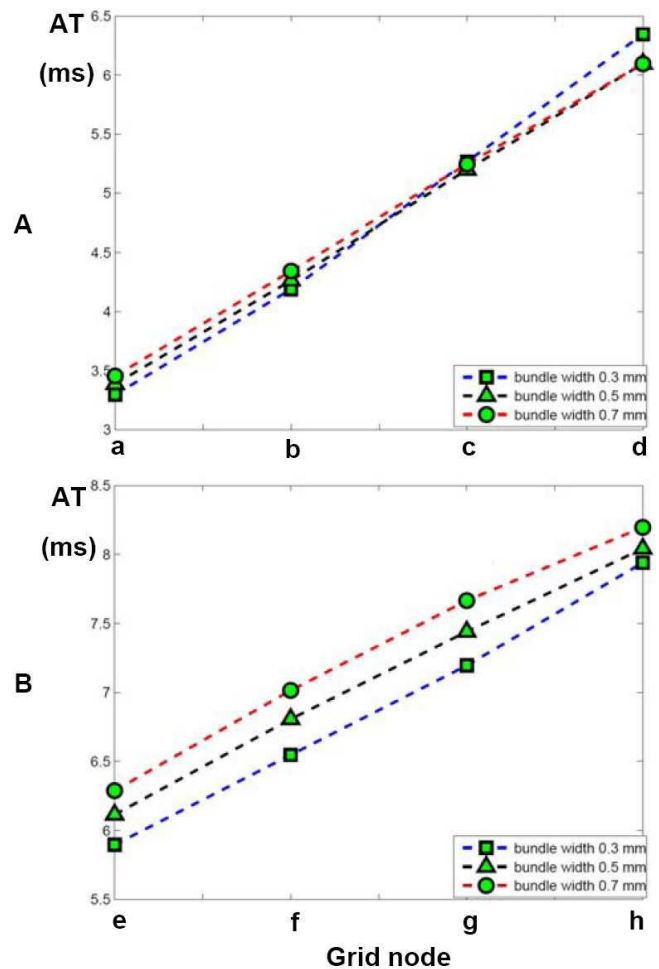 AT
(ms)
A
6.5
6
5.5
5
4.5
4
3.5
3
bundle width 0.3 mm
bundle width 0.5 mm
bundle width 0.7 mm
a b c d
AT
(ms)
B
8.5
8
7.5
7
6.5
6
5.5
bundle width 0.3 mm
bundle width 0.5 mm
bundle width 0.7 mm
e f g h
Grid node